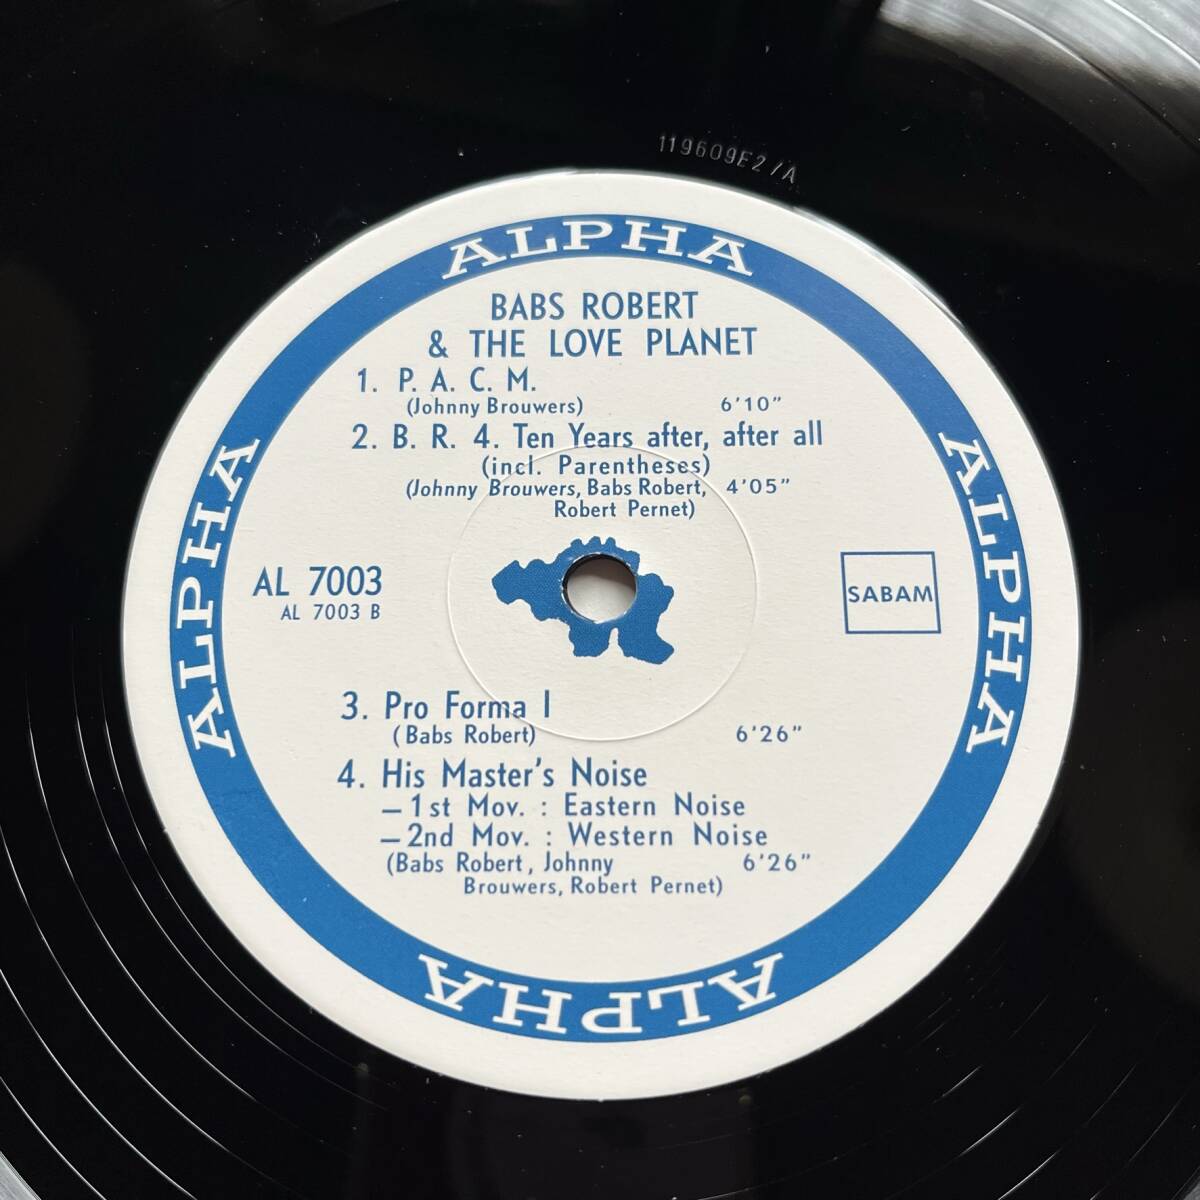 119609E2/A
ALPHA
BABS ROBERT
& THE LOVE PLANET
1. P. A. C. M.
(Johnny Brouwers) 6'10"
2. B. R. 4. Ten Years after, after all
(incl. Parentheses)
(Johnny Brouwers, Babs Robert, 4'05"
Robert Pernet)
ALPHA
ALPHA
AL 7003
AL 7003 B
SABAM
3. Pro Forma I
(Babs Robert) 6'26"
4. His Master's Noise
–1st Mov. : Eastern Noise
–2nd Mov. : Western Noise
(Babs Robert, Johnny 6'26"
Brouwers, Robert Pernet)
ALPHA